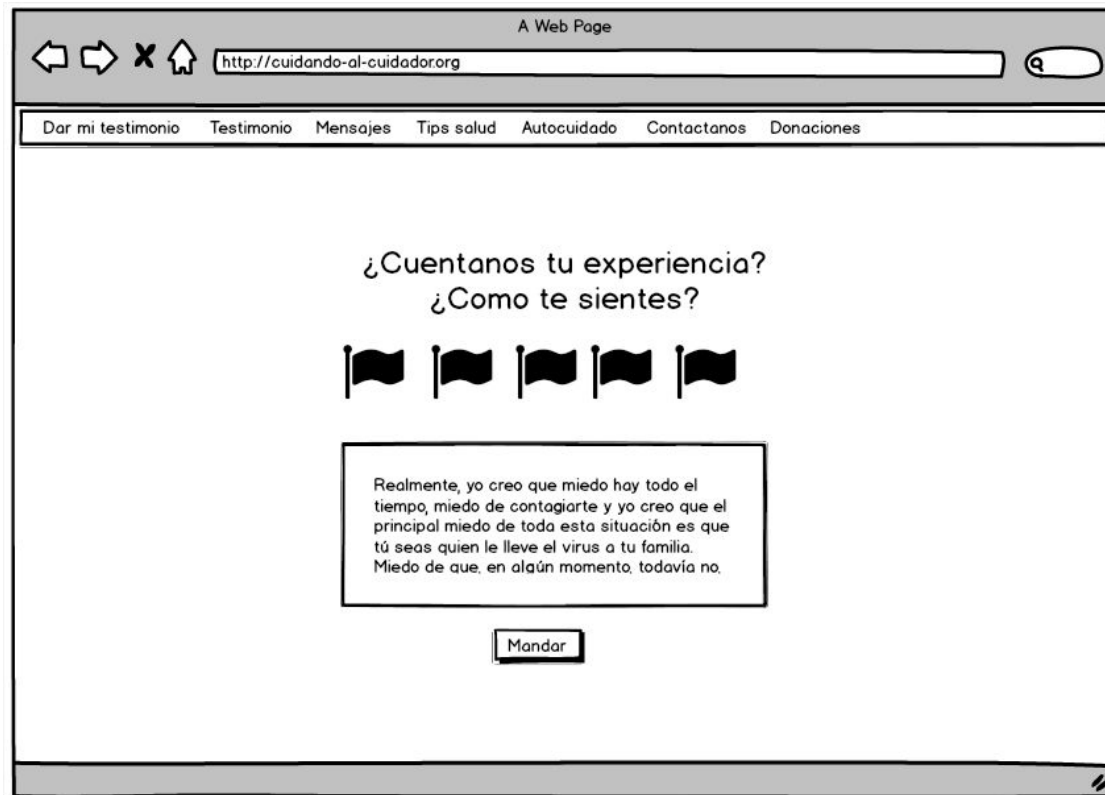 A Web Page
http://cuidando-al-cuidador.org
Dar mi testimonio Testimonio Mensajes Tips salud Autocuidado Contactanos Donaciones
¿Cuentanos tu experiencia?
¿Como te sientes?
Realmente, yo creo que miedo hay todo el
tiempo, miedo de contagiarte y yo creo que el
principal miedo de toda esta situación es que
tú seas quien le lleve el virus a tu familia.
Miedo de que, en algún momento, todavía no,
Mandar